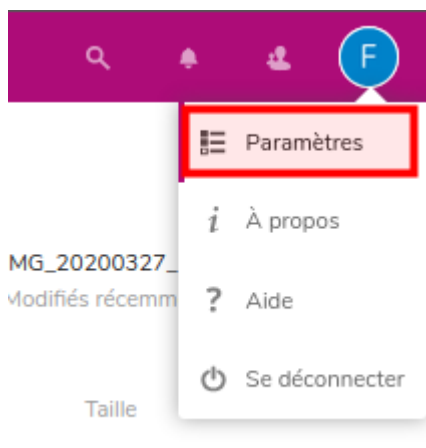 F
Paramètres
À propos
MG_20200327_
Modifiés récemm
Aide
Se déconnecter
Taille